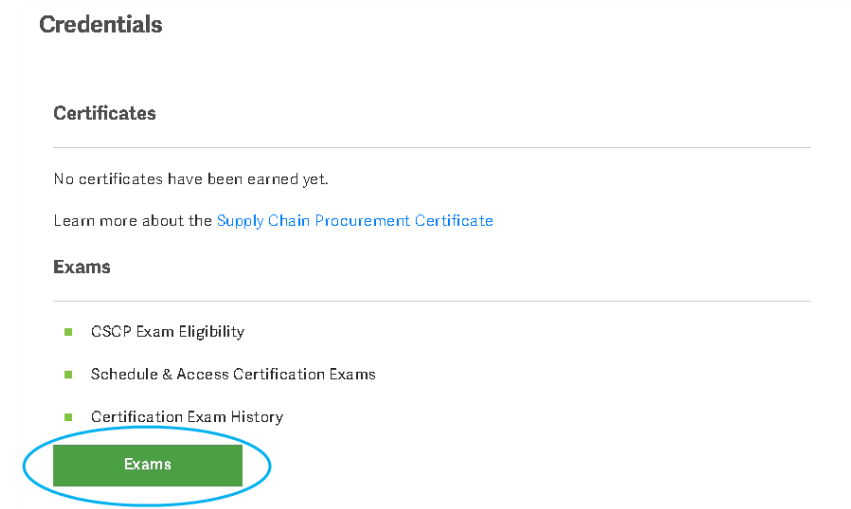 Credentials
Certificates
No certificates have been earned yet.
Learn more about the Supply Chain Procurement Certificate
Exams
CSCP Exam Eligibility
Schedule & Access Certification Exams
Certification Exam History
Exams